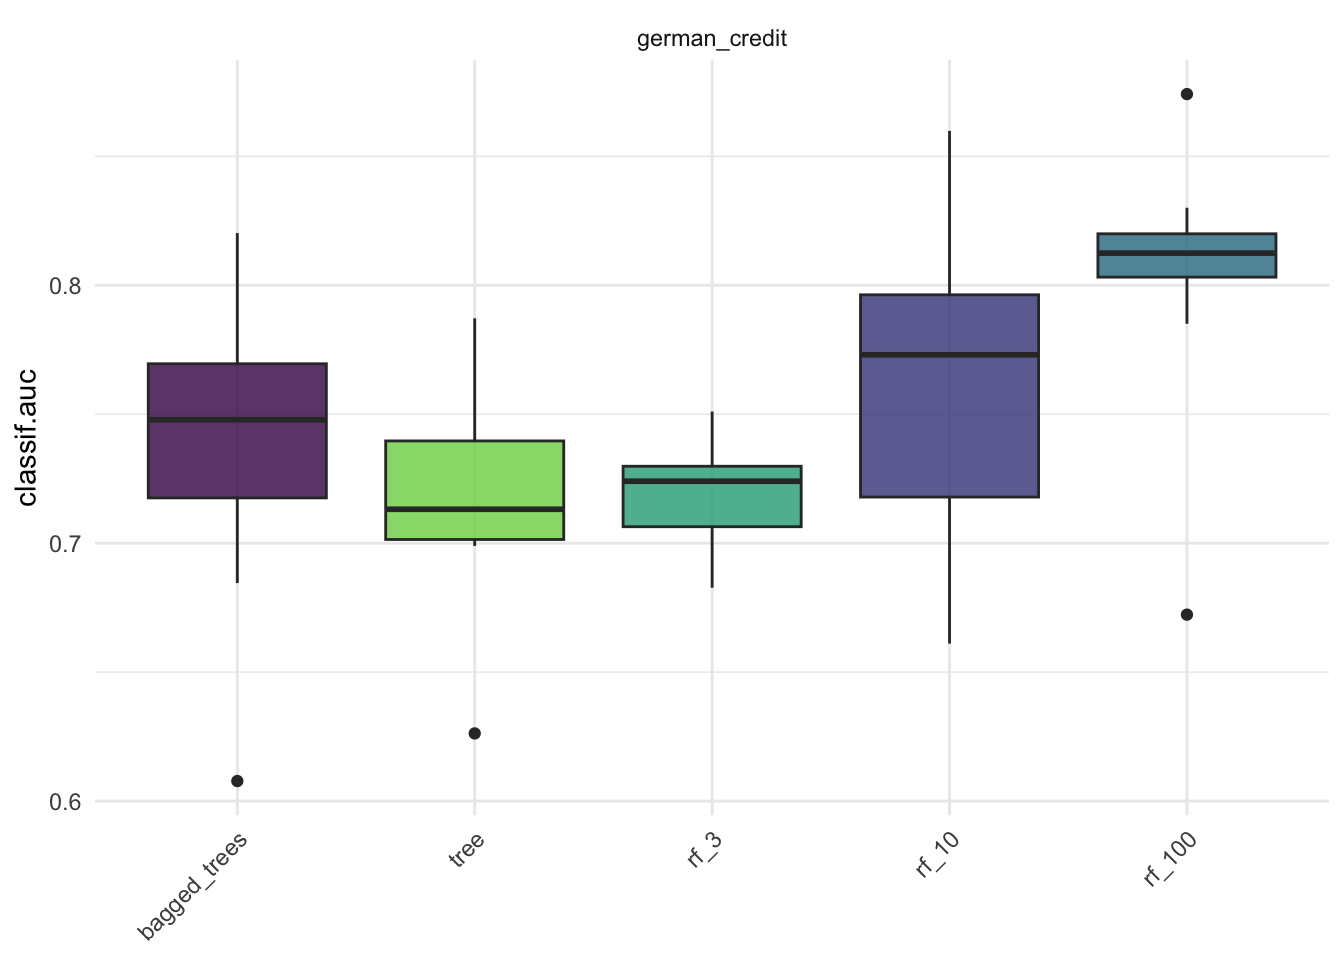 german_credit
classif.auc
0.8
0.7
0.6
bagged_trees
tree
rf_3
rf_10
rf_100